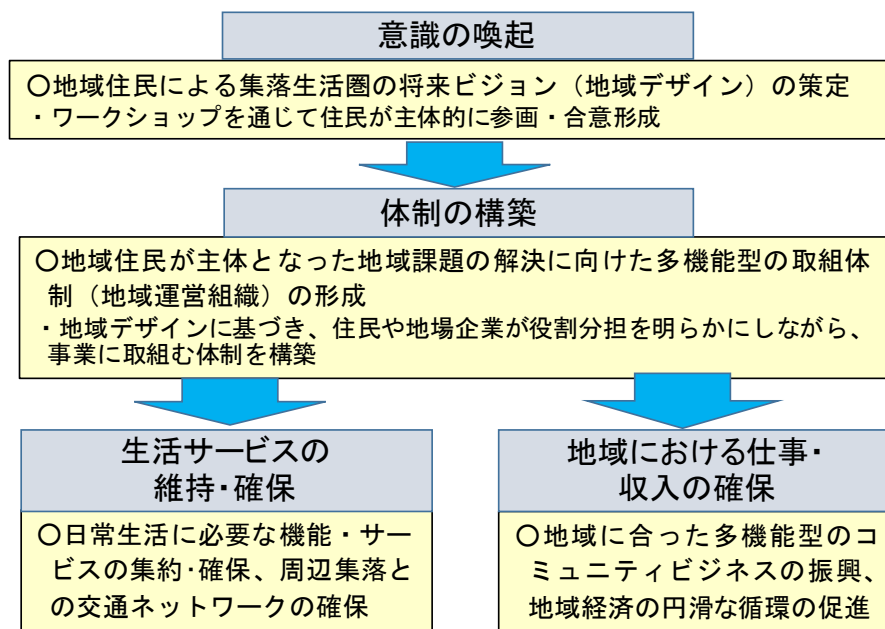 意識の喚起
○地域住民による集落生活圏の将来ビジョン（地域デザイン）の策定
・ワークショップを通じて住民が主体的に参画・合意形成
体制の構築
○地域住民が主体となった地域課題の解決に向けた多機能型の取組体
制（地域運営組織）の形成
・地域デザインに基づき、住民や地場企業が役割分担を明らかにしながら、
事業に取組む体制を構築
生活サービスの
維持・確保
○日常生活に必要な機能・サー
ビスの集約・確保、周辺集落と
の交通ネットワークの確保
地域における仕事・
収入の確保
○地域に合った多機能型のコ
ミュニティビジネスの振興、
地域経済の円滑な循環の促進